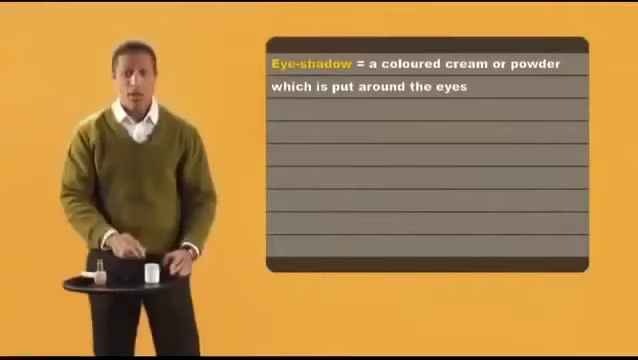 Eye-shadow = a coloured cream or powder
which is put around the eyes